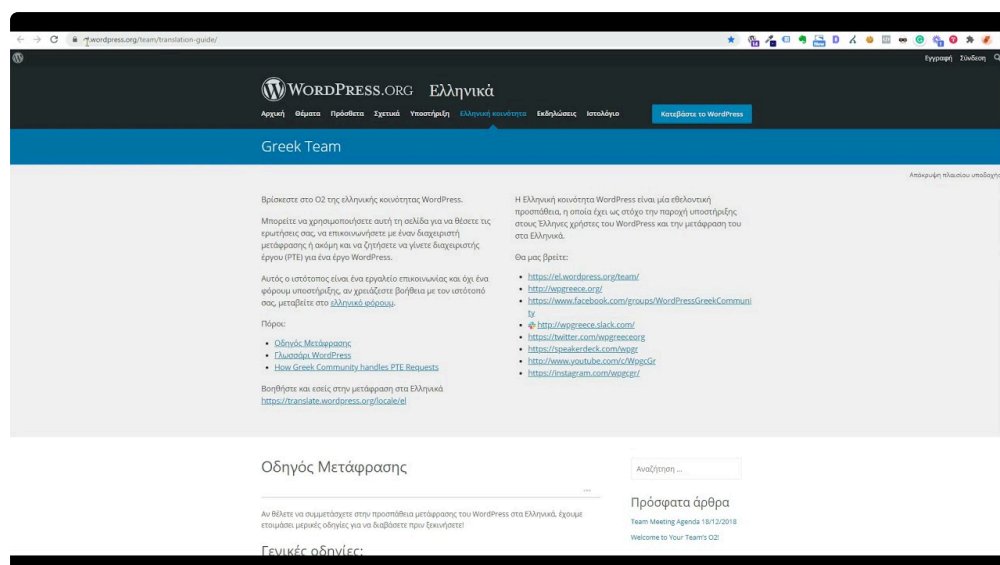 wordpress.org/team/translation-guide/
Εγγραφή Σύνδεση
WORDPRESS.ORG Ελληνικά
Αρχική Θέματα Πρόσθετα Σχετικά Υποστήριξη Ελληνική κοινότητα Εκδηλώσεις Ιστολόγιο Κατεβάστε το WordPress
Greek Team
Απόκρυψη πλαισίου υποδοχής
Βρίσκεστε στο O2 της ελληνικής κοινότητας WordPress.
Μπορείτε να χρησιμοποιήσετε αυτή τη σελίδα για να θέσετε τις
ερωτήσεις σας, να επικοινωνήσετε με έναν διαχειριστή
μετάφρασης ή ακόμη και να ζητήσετε να γίνετε διαχειριστής
έργου (PTE) για ένα έργο WordPress.
Αυτός ο ιστότοπος είναι ένα εργαλείο επικοινωνίας και όχι ένα
φόρουμ υποστήριξης, αν χρειάζεστε βοήθεια με τον ιστότοπό
σας, μεταβείτε στο ελληνικό φόρουμ.
Πόροι:
Οδηγός Μετάφρασης
Γλωσσάρι WordPress
How Greek Community handles PTE Requests
Βοηθήστε και εσείς στην μετάφραση στα Ελληνικά
https://translate.wordpress.org/locale/el
Η Ελληνική κοινότητα WordPress είναι μία εθελοντική
προσπάθεια, η οποία έχει ως στόχο την παροχή υποστήριξης
στους Έλληνες χρήστες του WordPress και την μετάφραση του
στα Ελληνικά.
Θα μας βρείτε:
https://el.wordpress.org/team/
http://wpgreece.org/
https://www.facebook.com/groups/WordPressGreekCommuni
ty
http://wpgreece.slack.com/
https://twitter.com/wpgreeceorg
https://speakerdeck.com/wpgr
http://www.youtube.com/c/WpgcGr
https://instagram.com/wpgcgr/
Οδηγός Μετάφρασης
Αν θέλετε να συμμετάσχετε στην προσπάθεια μετάφρασης του WordPress στα Ελληνικά, έχουμε
ετοιμάσει μερικές οδηγίες για να διαβάσετε πριν ξεκινήσετε!
Γενικές οδηγίες:
Αναζήτηση ...
Πρόσφατα άρθρα
Team Meeting Agenda 18/12/2018
Welcome to Your Team's O2!